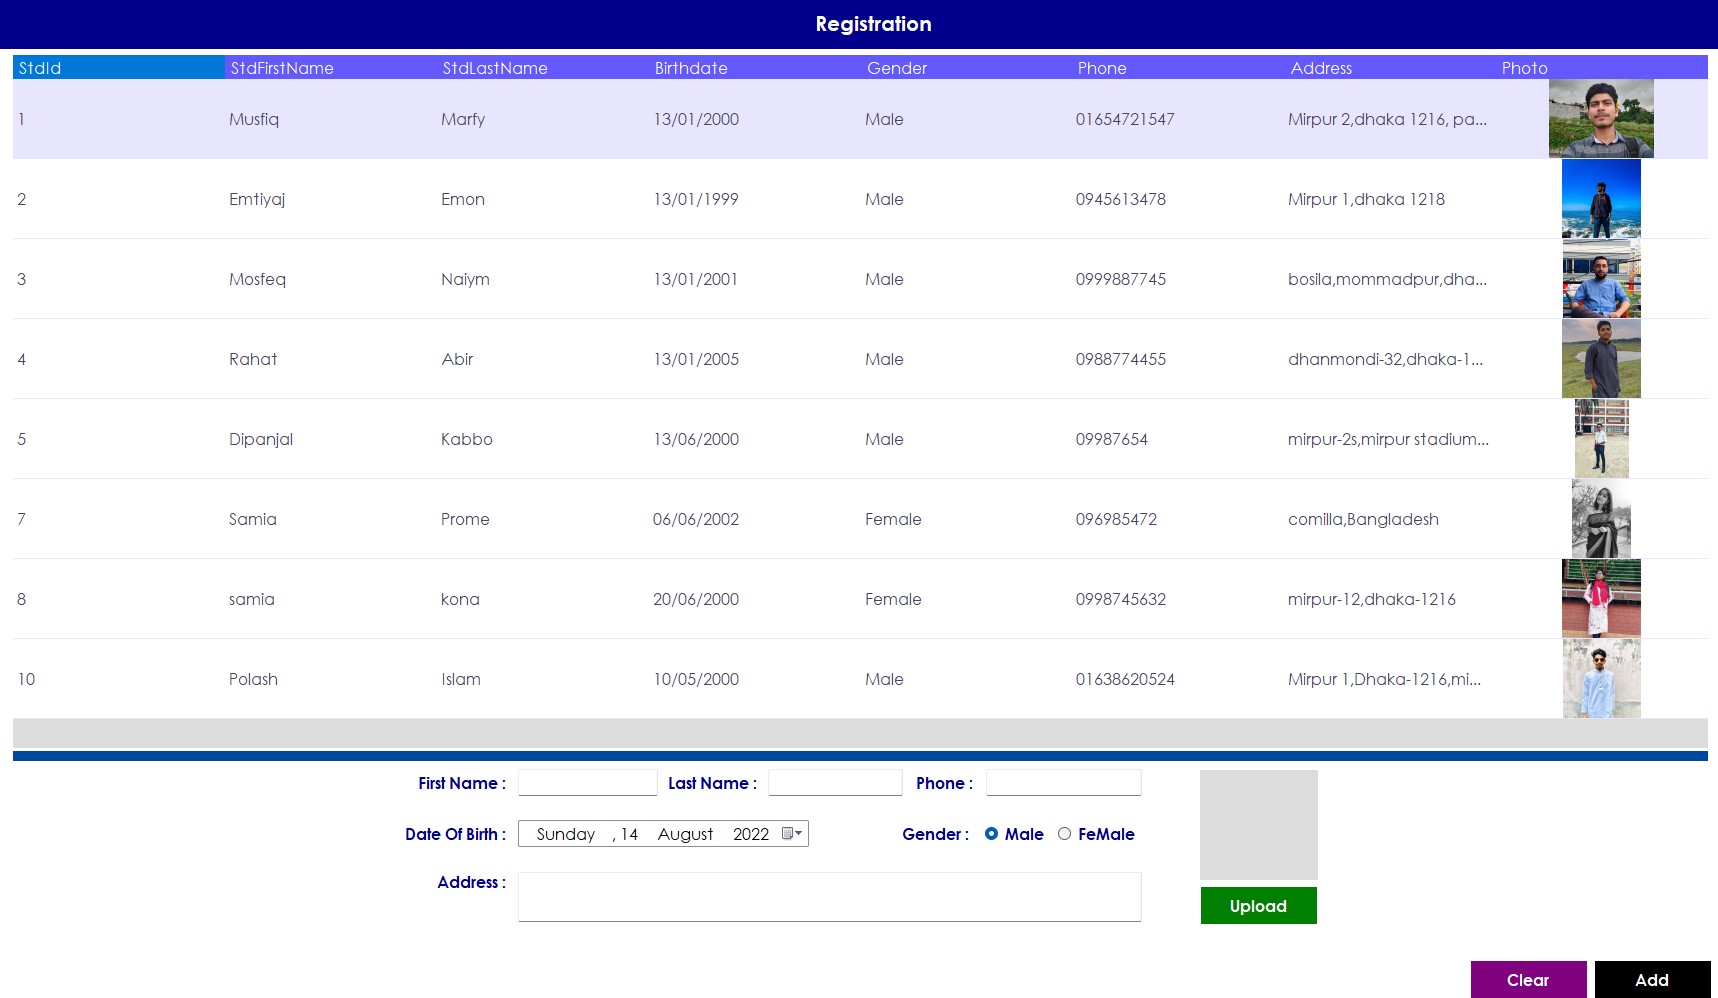 Registration
StdId StdFirstName StdLastName Birthdate Gender Phone Address Photo
1 Musfiq Marfy 13/01/2000 Male 01654721547 Mirpur 2,dhaka 1216, pa...
2 Emtiyaj Emon 13/01/1999 Male 0945613478 Mirpur 1,dhaka 1218
3 Mosfeq Naiym 13/01/2001 Male 0999887745 bosila,mommadpur,dha...
4 Rahat Abir 13/01/2005 Male 0988774455 dhanmondi-32,dhaka-1...
5 Dipanjal Kabbo 13/06/2000 Male 09987654 mirpur-2s,mirpur stadium...
7 Samia Prome 06/06/2002 Female 096985472 comilla,Bangladesh
8 samia kona 20/06/2000 Female 0998745632 mirpur-12,dhaka-1216
10 Polash Islam 10/05/2000 Male 01638620524 Mirpur 1,Dhaka-1216,mi...
First Name : Last Name : Phone :
Date Of Birth : Sunday , 14 August 2022 Gender : Male FeMale
Address :
Upload
Clear Add